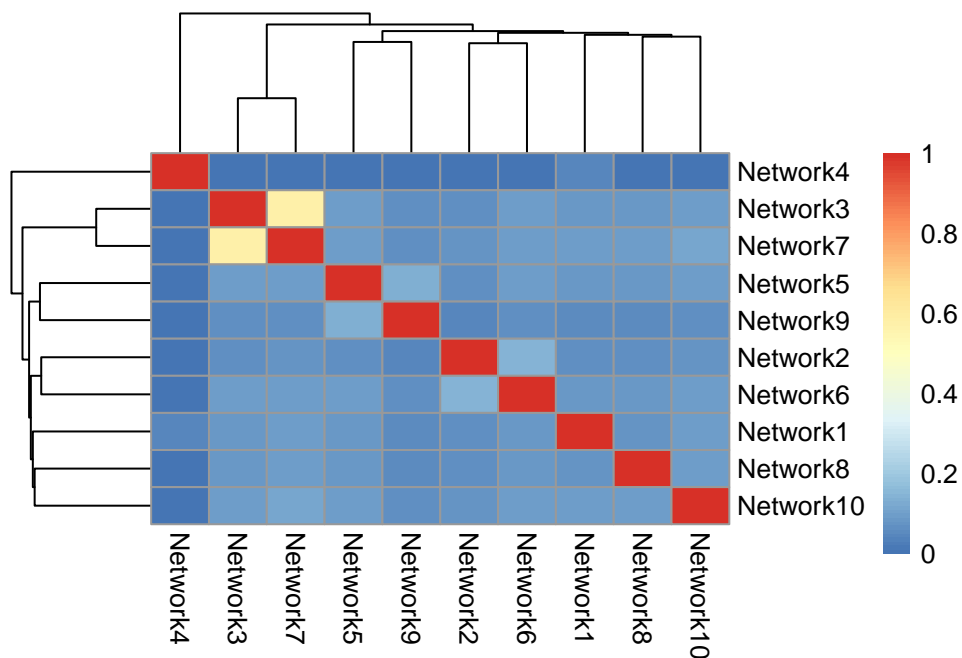 Network4
Network3
Network7
Network5
Network9
Network2
Network6
Network1
Network8
Network10
1
0.8
0.6
0.4
0.2
0
Network4
Network3
Network7
Network5
Network9
Network2
Network6
Network1
Network8
Network10